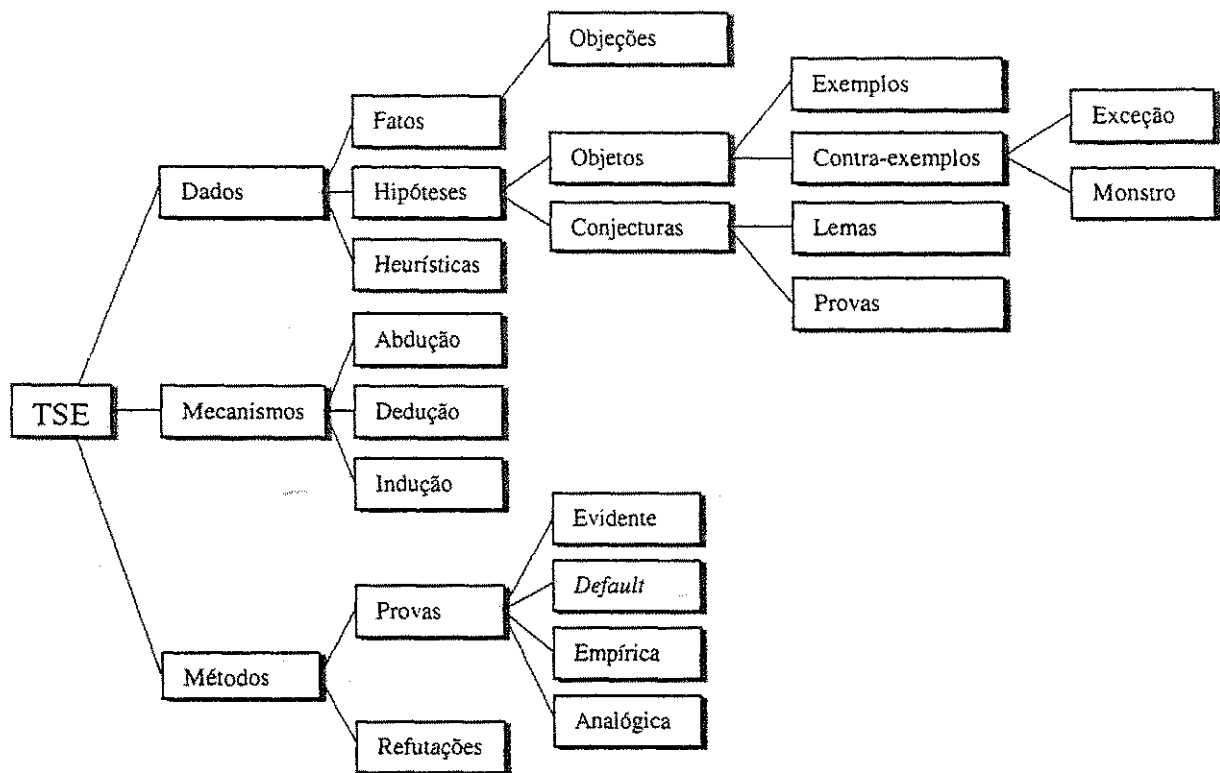 TSE
Dados
Fatos
Objeções
Hipóteses
Objetos
Exemplos
Contra-exemplos
Exceção
Monstro
Conjecturas
Lemas
Provas
Heurísticas
Mecanismos
Abdução
Dedução
Indução
Métodos
Provas
Evidente
Default
Empírica
Analógica
Refutações